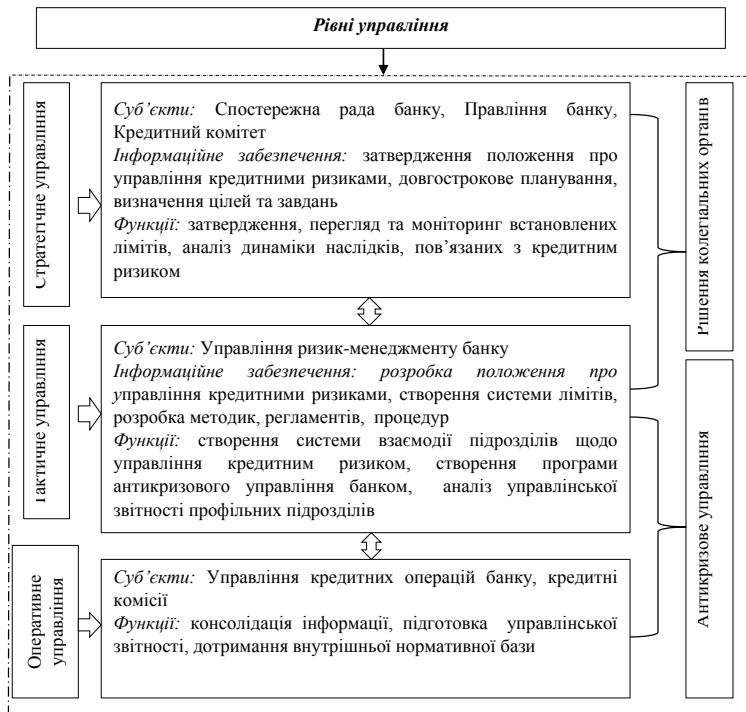 Рівні управління
Стратегічне управління
Суб’єкти: Спостережна рада банку, Правління банку,
Кредитний комітет
Інформаційне забезпечення: затвердження положення про
управління кредитними ризиками, довгострокове планування,
визначення цілей та завдань
Функції: затвердження, перегляд та моніторинг встановлених
лімітів, аналіз динаміки наслідків, пов’язаних з кредитним
ризиком
Рішення колегіальних органів
Тактичне управління
Суб’єкти: Управління ризик-менеджменту банку
Інформаційне забезпечення: розробка положення про
управління кредитними ризиками, створення системи лімітів,
розробка методик, регламентів, процедур
Функції: створення системи взаємодії підрозділів щодо
управління кредитним ризиком, створення програми
антикризового управління банком, аналіз управлінської
звітності профільних підрозділів
Антикризове управління
Оперативне
управління
Суб’єкти: Управління кредитних операцій банку, кредитні
комісії
Функції: консолідація інформації, підготовка управлінської
звітності, дотримання внутрішньої нормативної бази